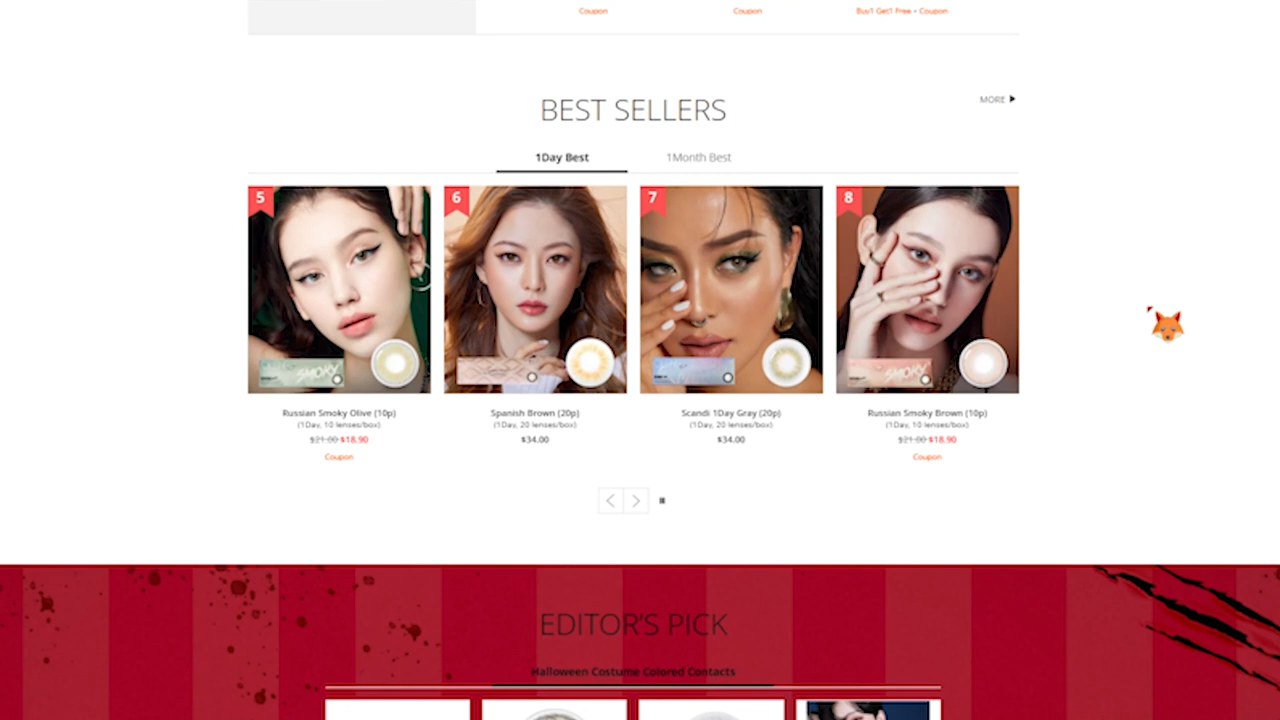 Coupon
Coupon
Buy1 Get1 Free + Coupon
BEST SELLERS
MORE
1Day Best
1Month Best
5
6
7
8
SMOKY
SMOKY
Russian Smoky Olive (10p)
(1Day, 10 lenses/box)
$21.00 $18.90
Coupon
Spanish Brown (20p)
(1Day, 20 lenses/box)
$34.00
Scandi 1Day Gray (20p)
(1Day, 20 lenses/box)
$34.00
Russian Smoky Brown (10p)
(1Day, 10 lenses/box)
$21.00 $18.90
Coupon
EDITOR'S PICK
Halloween Costume Colored Contacts